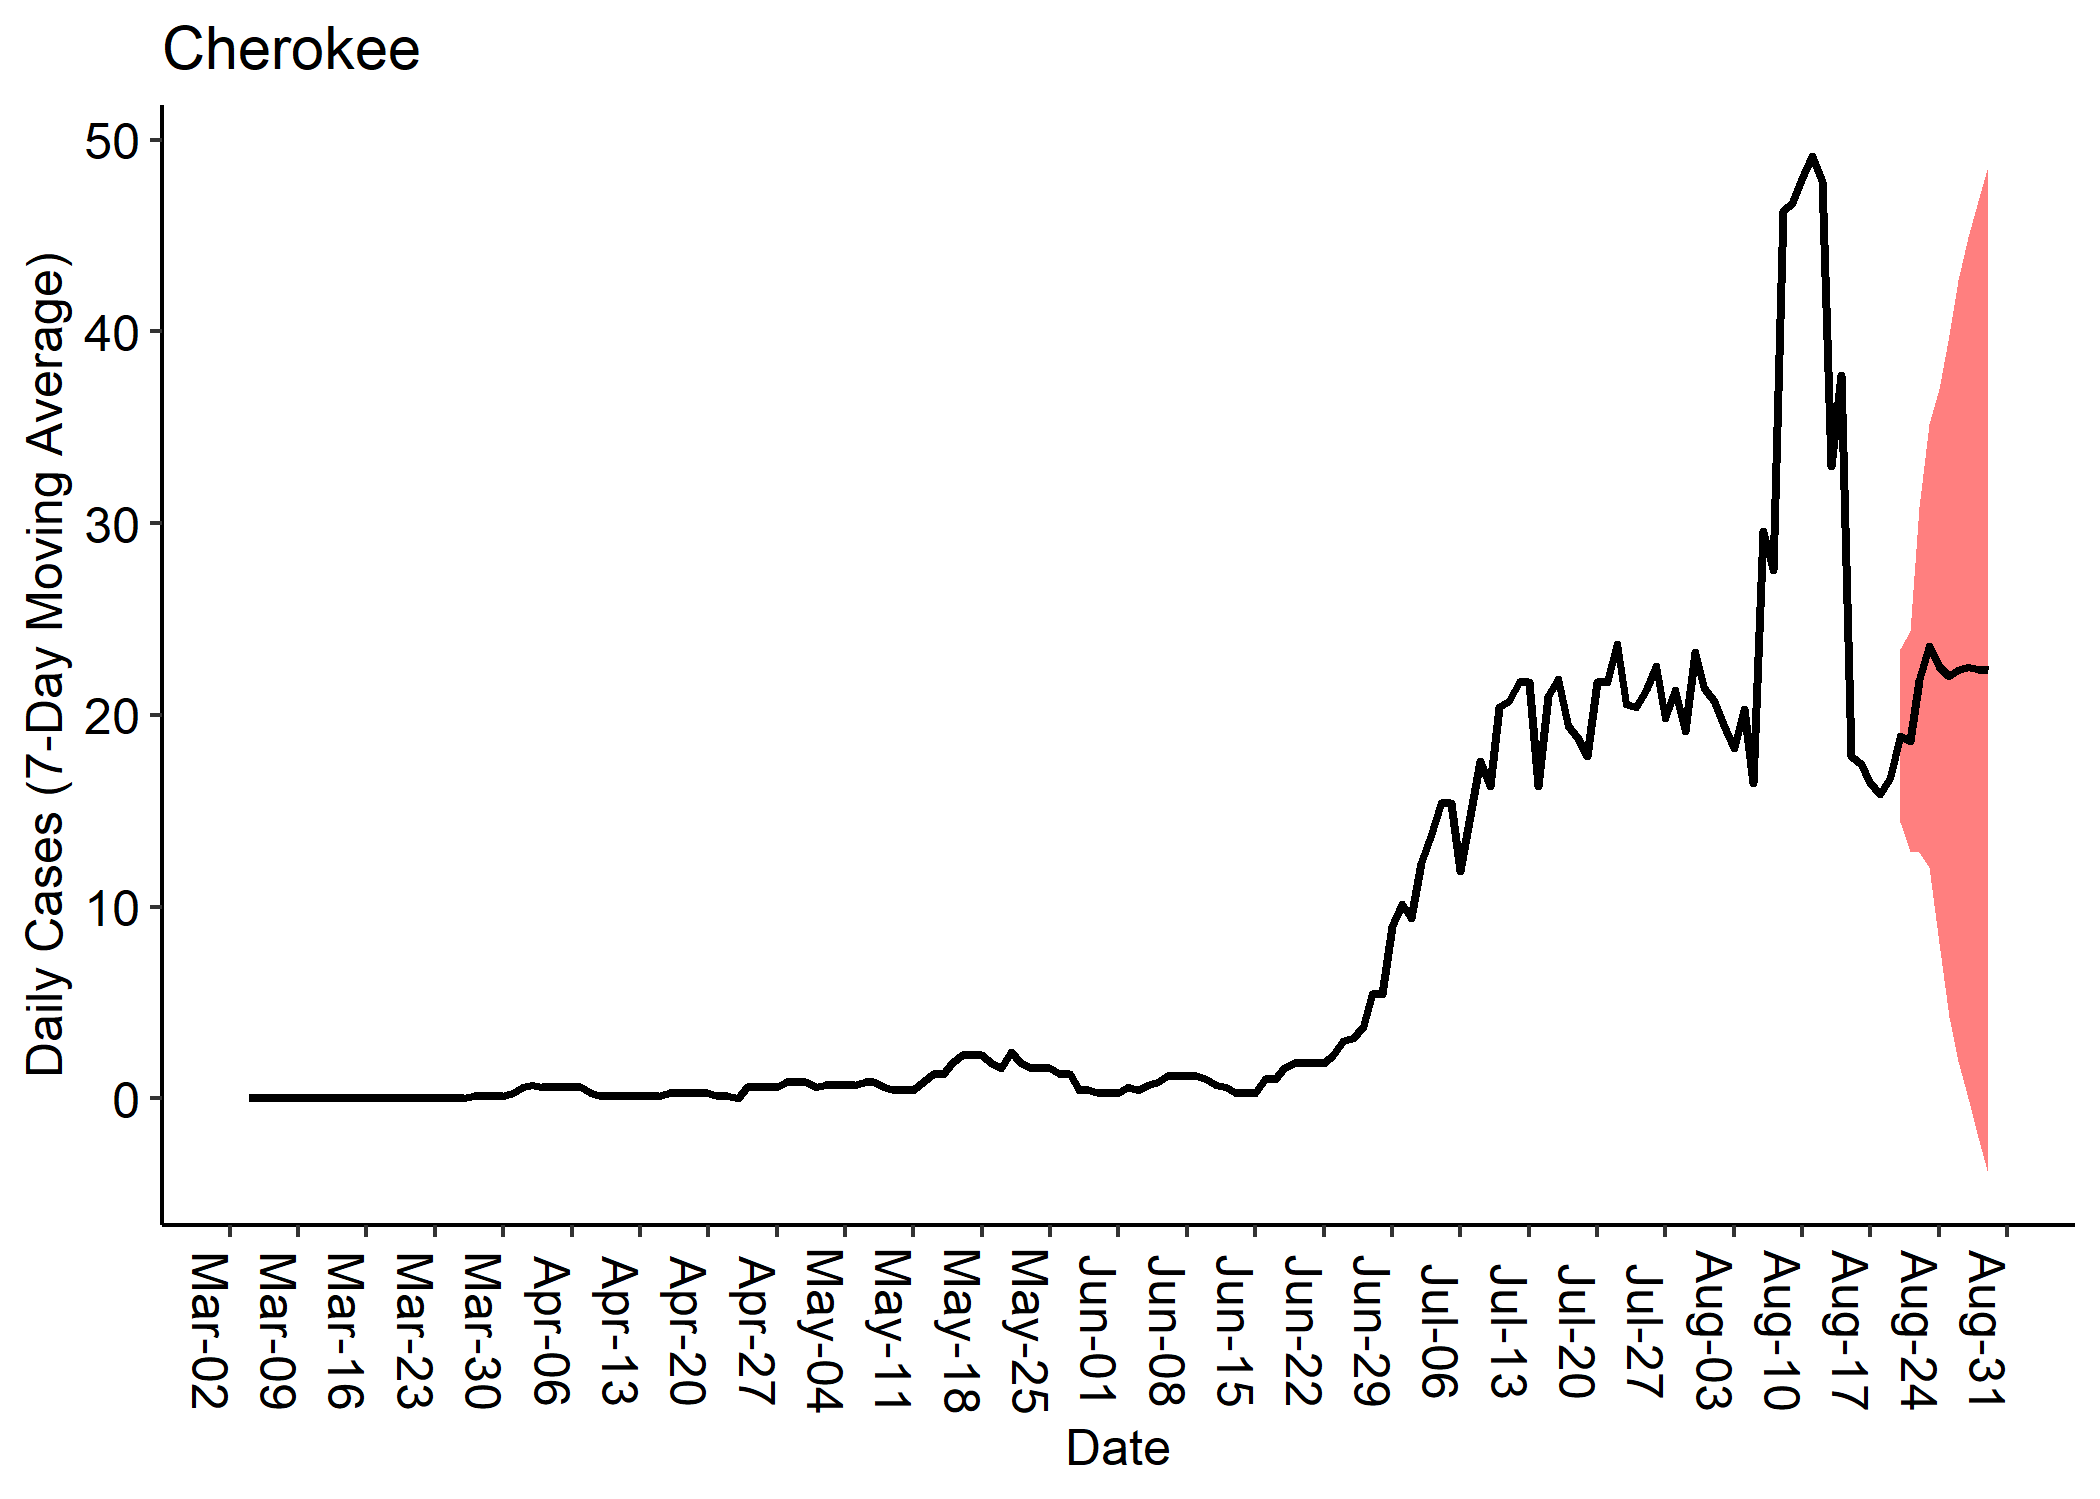 Cherokee
Daily Cases (7-Day Moving Average)
50
40
30
20
10
0
Mar-02
Mar-09
Mar-16
Mar-23
Mar-30
Apr-06
Apr-13
Apr-20
Apr-27
May-04
May-11
May-18
May-25
Jun-01
Jun-08
Jun-15
Jun-22
Jun-29
Jul-06
Jul-13
Jul-20
Jul-27
Aug-03
Aug-10
Aug-17
Aug-24
Aug-31
Date